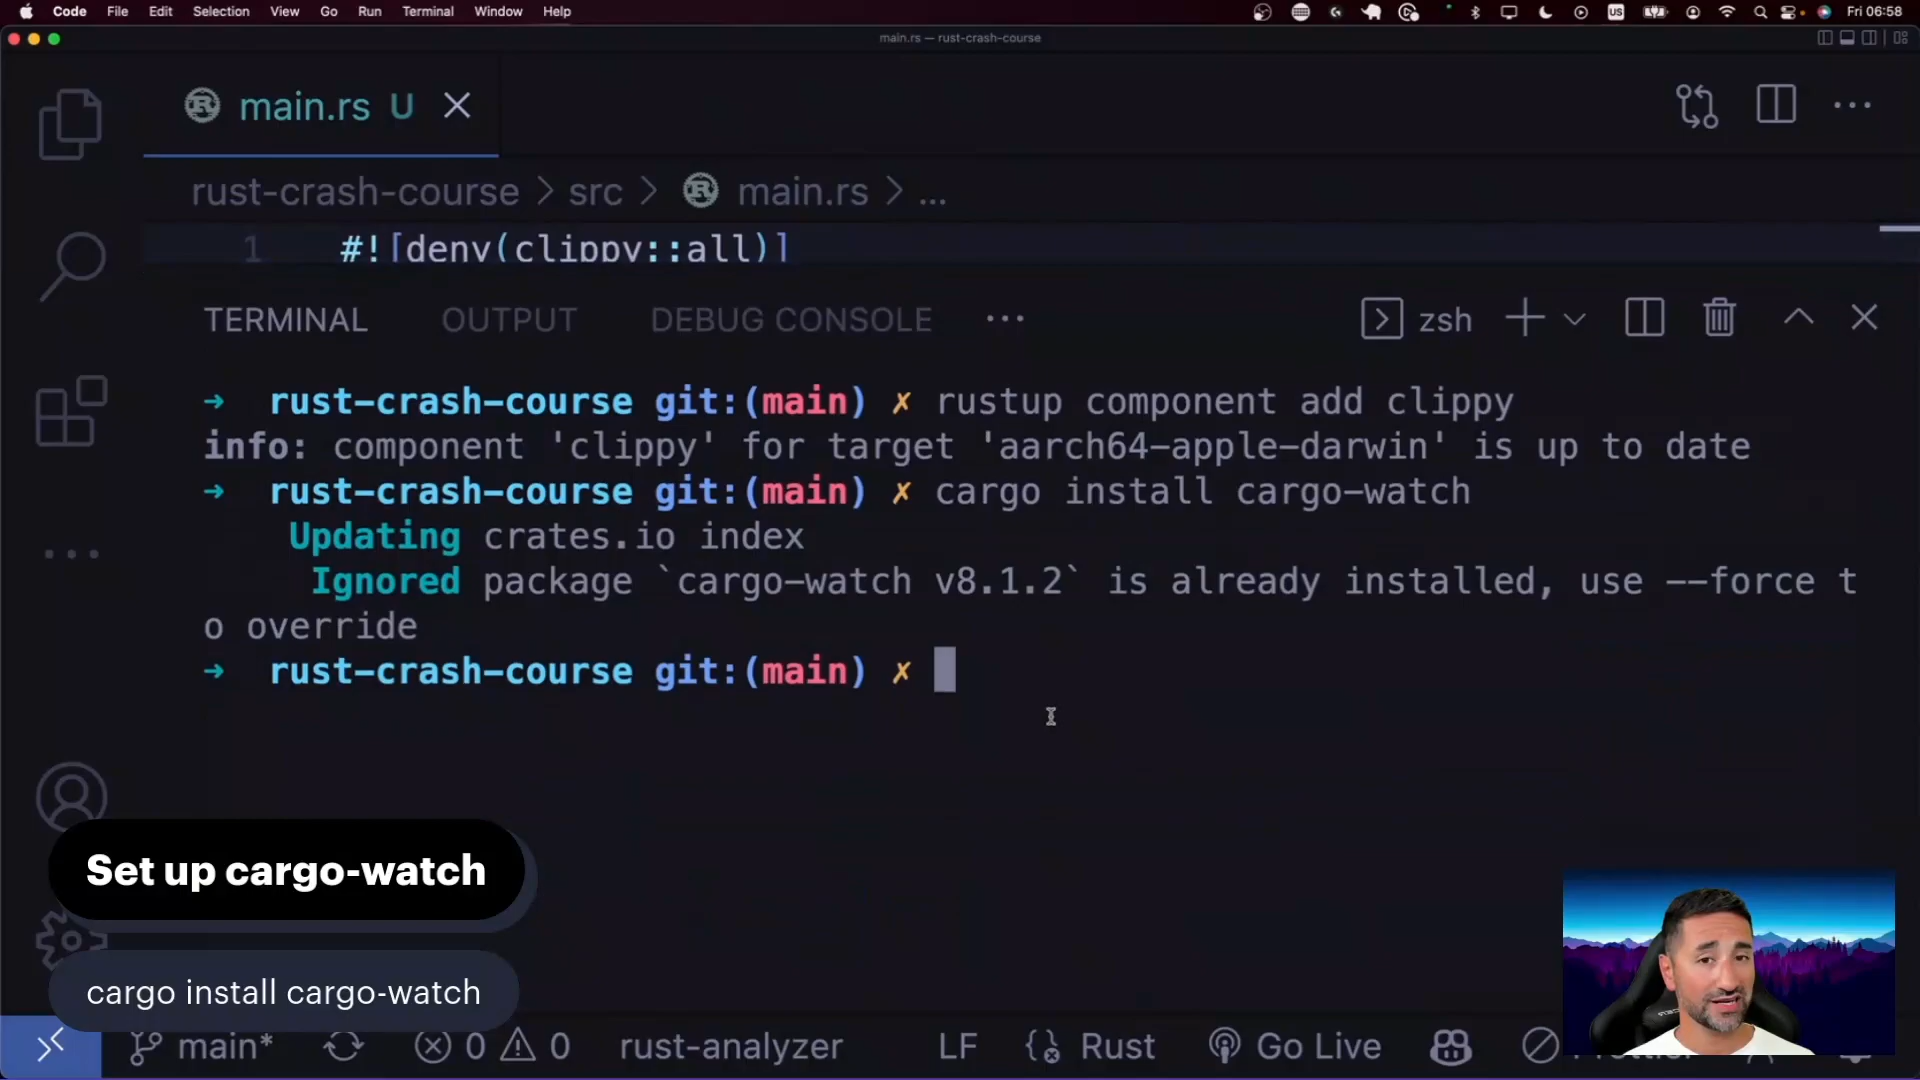 Code File Edit Selection View Go Run Terminal Window Help US Fri 06:58
main.rs — rust-crash-course
main.rs U
rust-crash-course > src > main.rs > ...
1 #![deny(clippy::all)]
TERMINAL OUTPUT DEBUG CONSOLE ... zsh
→ rust-crash-course git:(main) ✗ rustup component add clippy
info: component 'clippy' for target 'aarch64-apple-darwin' is up to date
→ rust-crash-course git:(main) ✗ cargo install cargo-watch
Updating crates.io index
Ignored package `cargo-watch v8.1.2` is already installed, use --force t
o override
→ rust-crash-course git:(main) ✗
Set up cargo-watch
cargo install cargo-watch
main* 0 0 rust-analyzer LF Rust Go Live